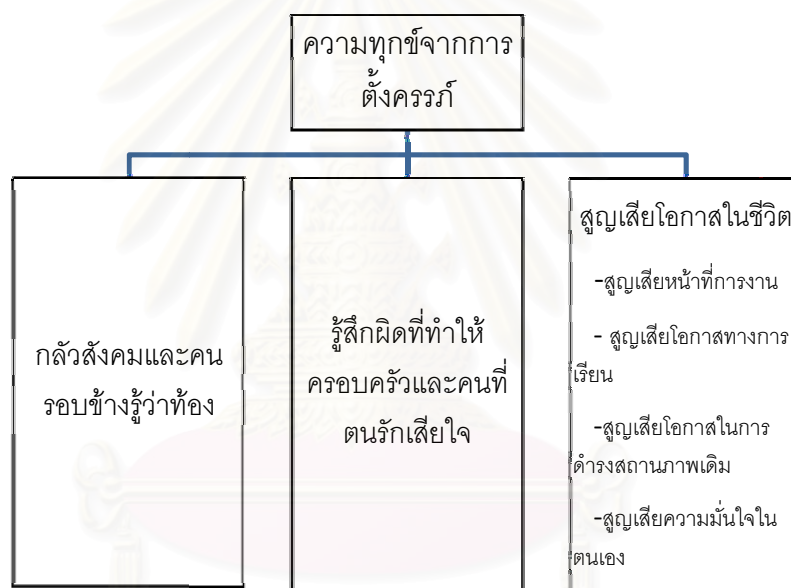 ความทุกข์จากการ
ตั้งครรภ์
กลัวสังคมและคน
รอบข้างรู้ว่าท้อง
รู้สึกผิดที่ทำให้
ครอบครัวและคนที่
ตนรักเสียใจ
สูญเสียโอกาสในชีวิต
-สูญเสียหน้าที่การงาน
- สูญเสียโอกาสทางการ
เรียน
-สูญเสียโอกาสในการ
ดำรงสถานภาพเดิม
-สูญเสียความมั่นใจใน
ตนเอง